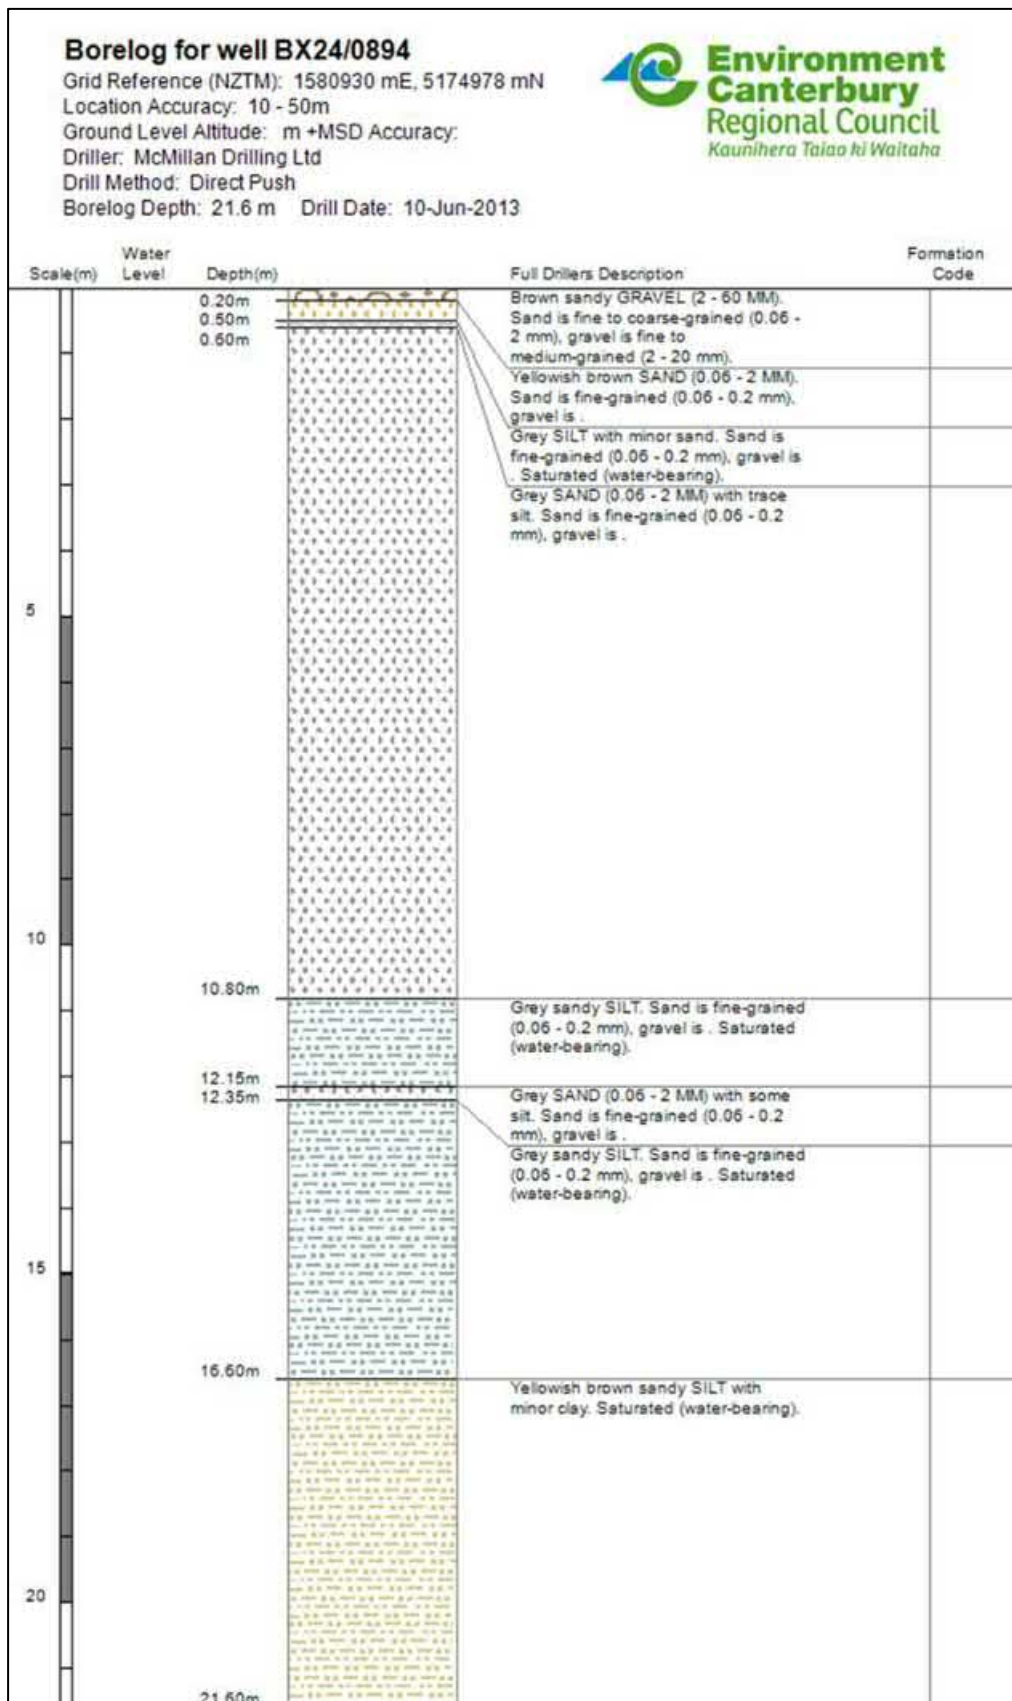 Borelog for well BX24/0894
Grid Reference (NZTM): 1580930 mE, 5174978 mN
Location Accuracy: 10 - 50m
Ground Level Altitude: m +MSD Accuracy:
Driller: McMillan Drilling Ltd
Drill Method: Direct Push
Borelog Depth: 21.6 m Drill Date: 10-Jun-2013
Environment
Canterbury
Regional Council
Kaunihera Taiao ki Waitaha
Scale(m)
Water
Level
Depth(m)
Full Drillers Description
Formation
Code
0.20m
Brown sandy GRAVEL (2 - 60 MM).
Sand is fine to coarse-grained (0.06 -
2 mm), gravel is fine to
medium-grained (2 - 20 mm).
0.50m
Yellowish brown SAND (0.06 - 2 MM).
Sand is fine-grained (0.06 - 0.2 mm),
gravel is .
0.60m
Grey SILT with minor sand. Sand is
fine-grained (0.06 - 0.2 mm), gravel is
. Saturated (water-bearing).
Grey SAND (0.06 - 2 MM) with trace
silt. Sand is fine-grained (0.06 - 0.2
mm), gravel is .
5
10
10.80m
Grey sandy SILT. Sand is fine-grained
(0.06 - 0.2 mm), gravel is . Saturated
(water-bearing).
12.15m
Grey SAND (0.06 - 2 MM) with some
silt. Sand is fine-grained (0.06 - 0.2
mm), gravel is .
12.35m
Grey sandy SILT. Sand is fine-grained
(0.06 - 0.2 mm), gravel is . Saturated
(water-bearing).
15
16.60m
Yellowish brown sandy SILT with
minor clay. Saturated (water-bearing).
20
21.60m